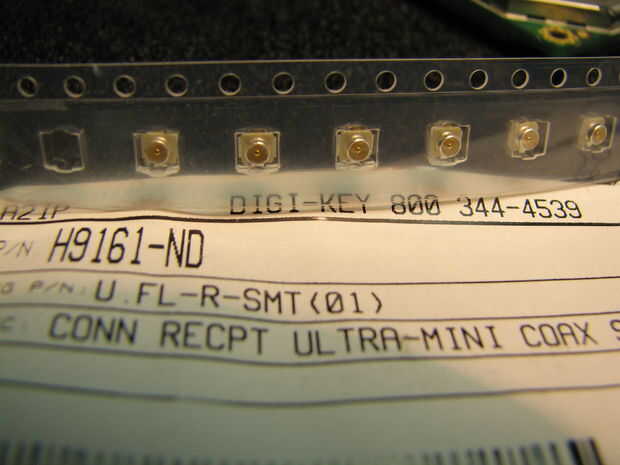 A21P DIGI-KEY 800 344-4539
P/N H9161-ND
G P/N: U.FL-R-SMT(01)
C: CONN RECPT ULTRA-MINI COAX S